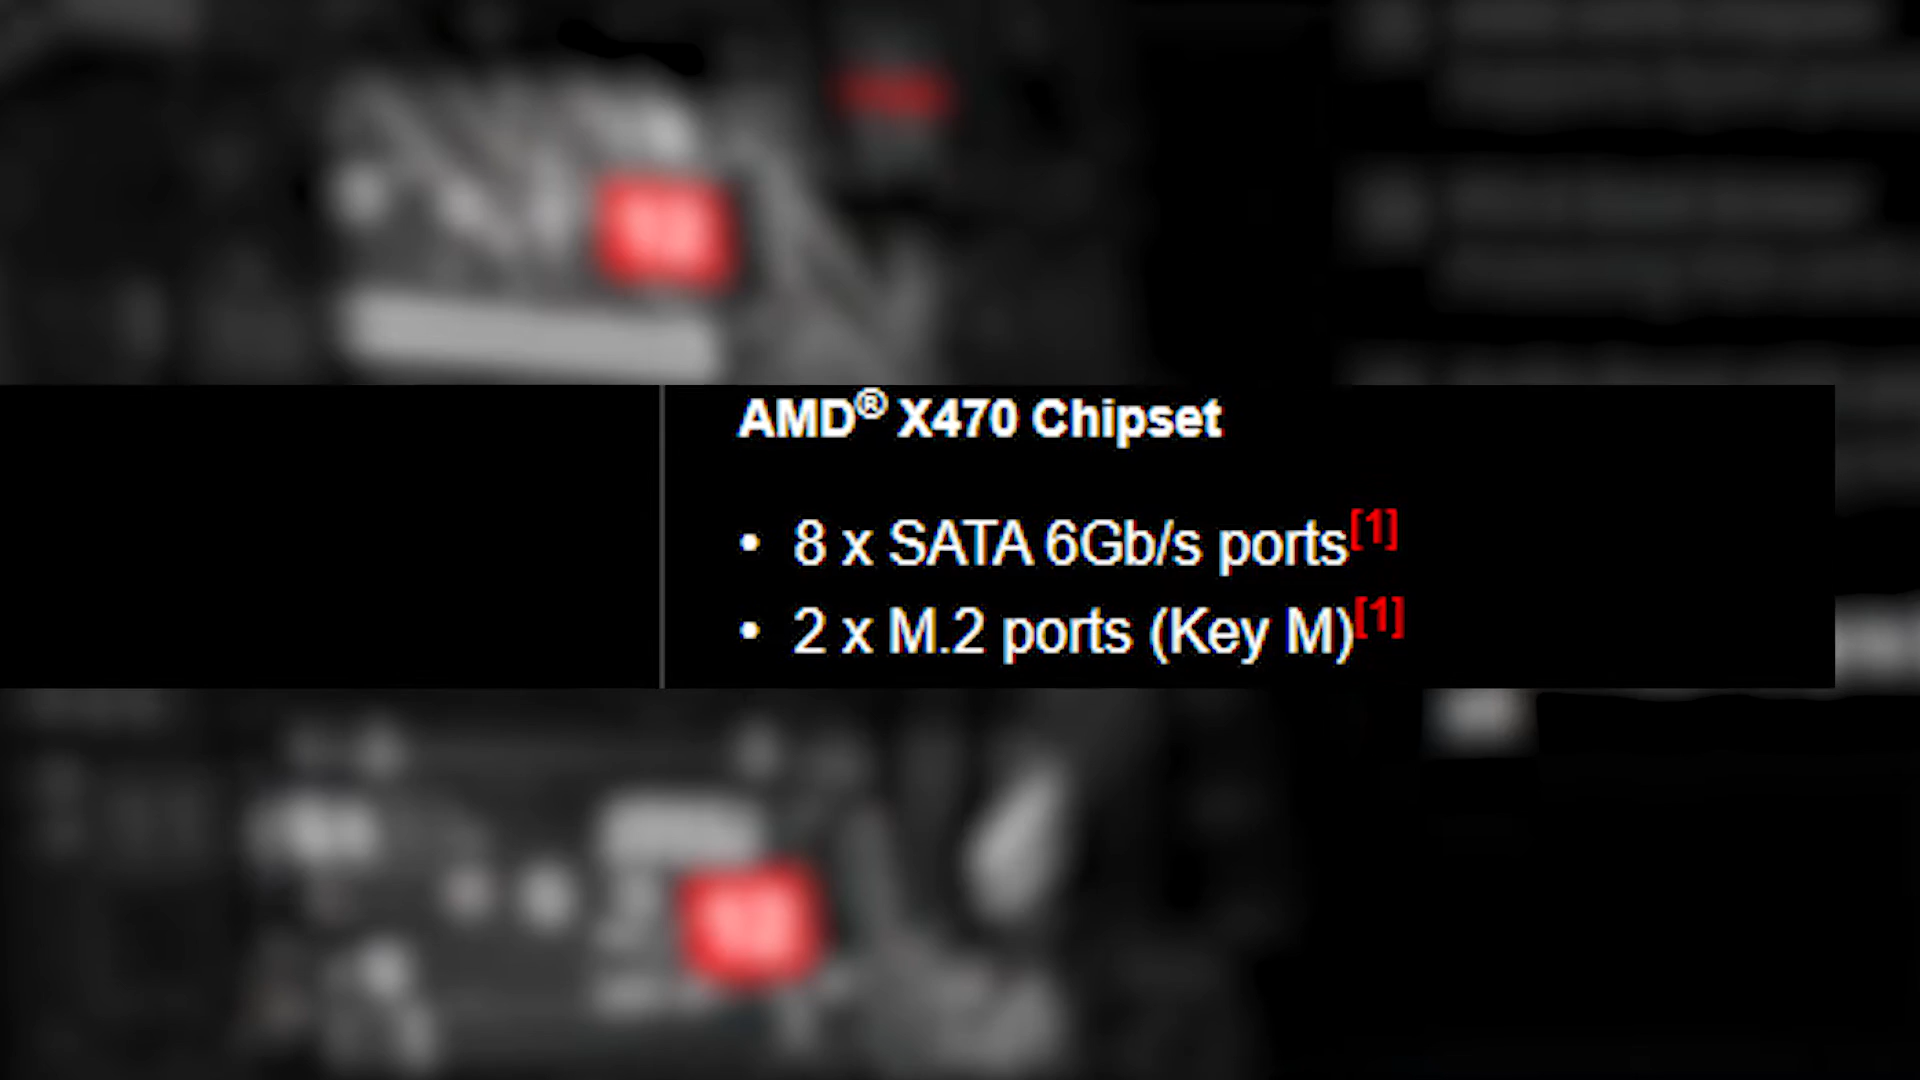 AMD® X470 Chipset
• 8 x SATA 6Gb/s ports[1]
• 2 x M.2 ports (Key M)[1]